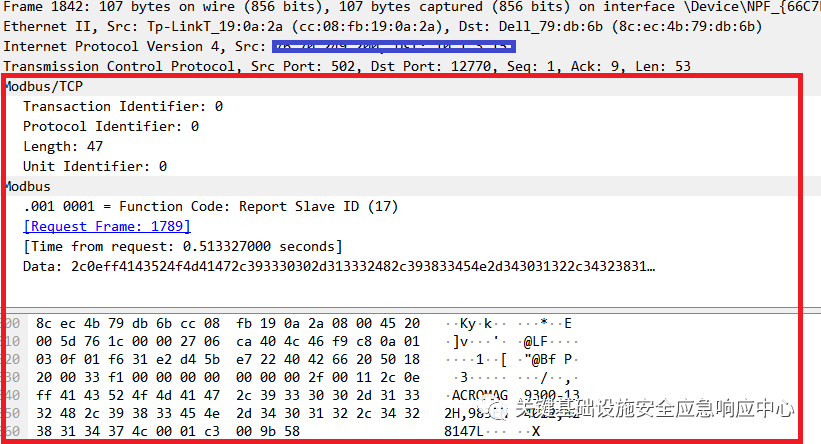 Frame 1842: 107 bytes on wire (856 bits), 107 bytes captured (856 bits) on interface \Device\NPF_{66C7
Ethernet II, Src: Tp-LinkT_19:0a:2a (cc:08:fb:19:0a:2a), Dst: Dell_79:db:6b (8c:ec:4b:79:db:6b)
Internet Protocol Version 4, Src:
Transmission Control Protocol, Src Port: 502, Dst Port: 12770, Seq: 1, Ack: 9, Len: 53
Modbus/TCP
Transaction Identifier: 0
Protocol Identifier: 0
Length: 47
Unit Identifier: 0
Modbus
.001 0001 = Function Code: Report Slave ID (17)
[Request Frame: 1789]
[Time from request: 0.513327000 seconds]
Data: 2c0eff4143524f4d41472c393330302d313332482c393833454e2d343031322c34323831…
00 8c ec 4b 79 db 6b cc 08 fb 19 0a 2a 08 00 45 20 ··Ky·k·· ···*··E
10 00 5d 76 1c 00 00 27 06 ca 40 4c 46 f9 c8 0a 01 ·]v···'· ·@LF····
20 03 0f 01 f6 31 e2 d4 5b e7 22 40 42 66 20 50 18 ····1··[ ·"@Bf P·
30 20 00 33 f1 00 00 00 00 00 00 00 2f 00 11 2c 0e ·3····· ···/··,·
40 ff 41 43 52 4f 4d 41 47 2c 39 33 30 30 2d 31 33 ·ACROMAG ,9300-13
50 32 48 2c 39 38 33 45 4e 2d 34 30 31 32 2c 34 32 2H,983
60 38 31 34 37 4c 00 01 c3 00 9b 58 8147L··· ··X
关键基础设施安全应急响应中心